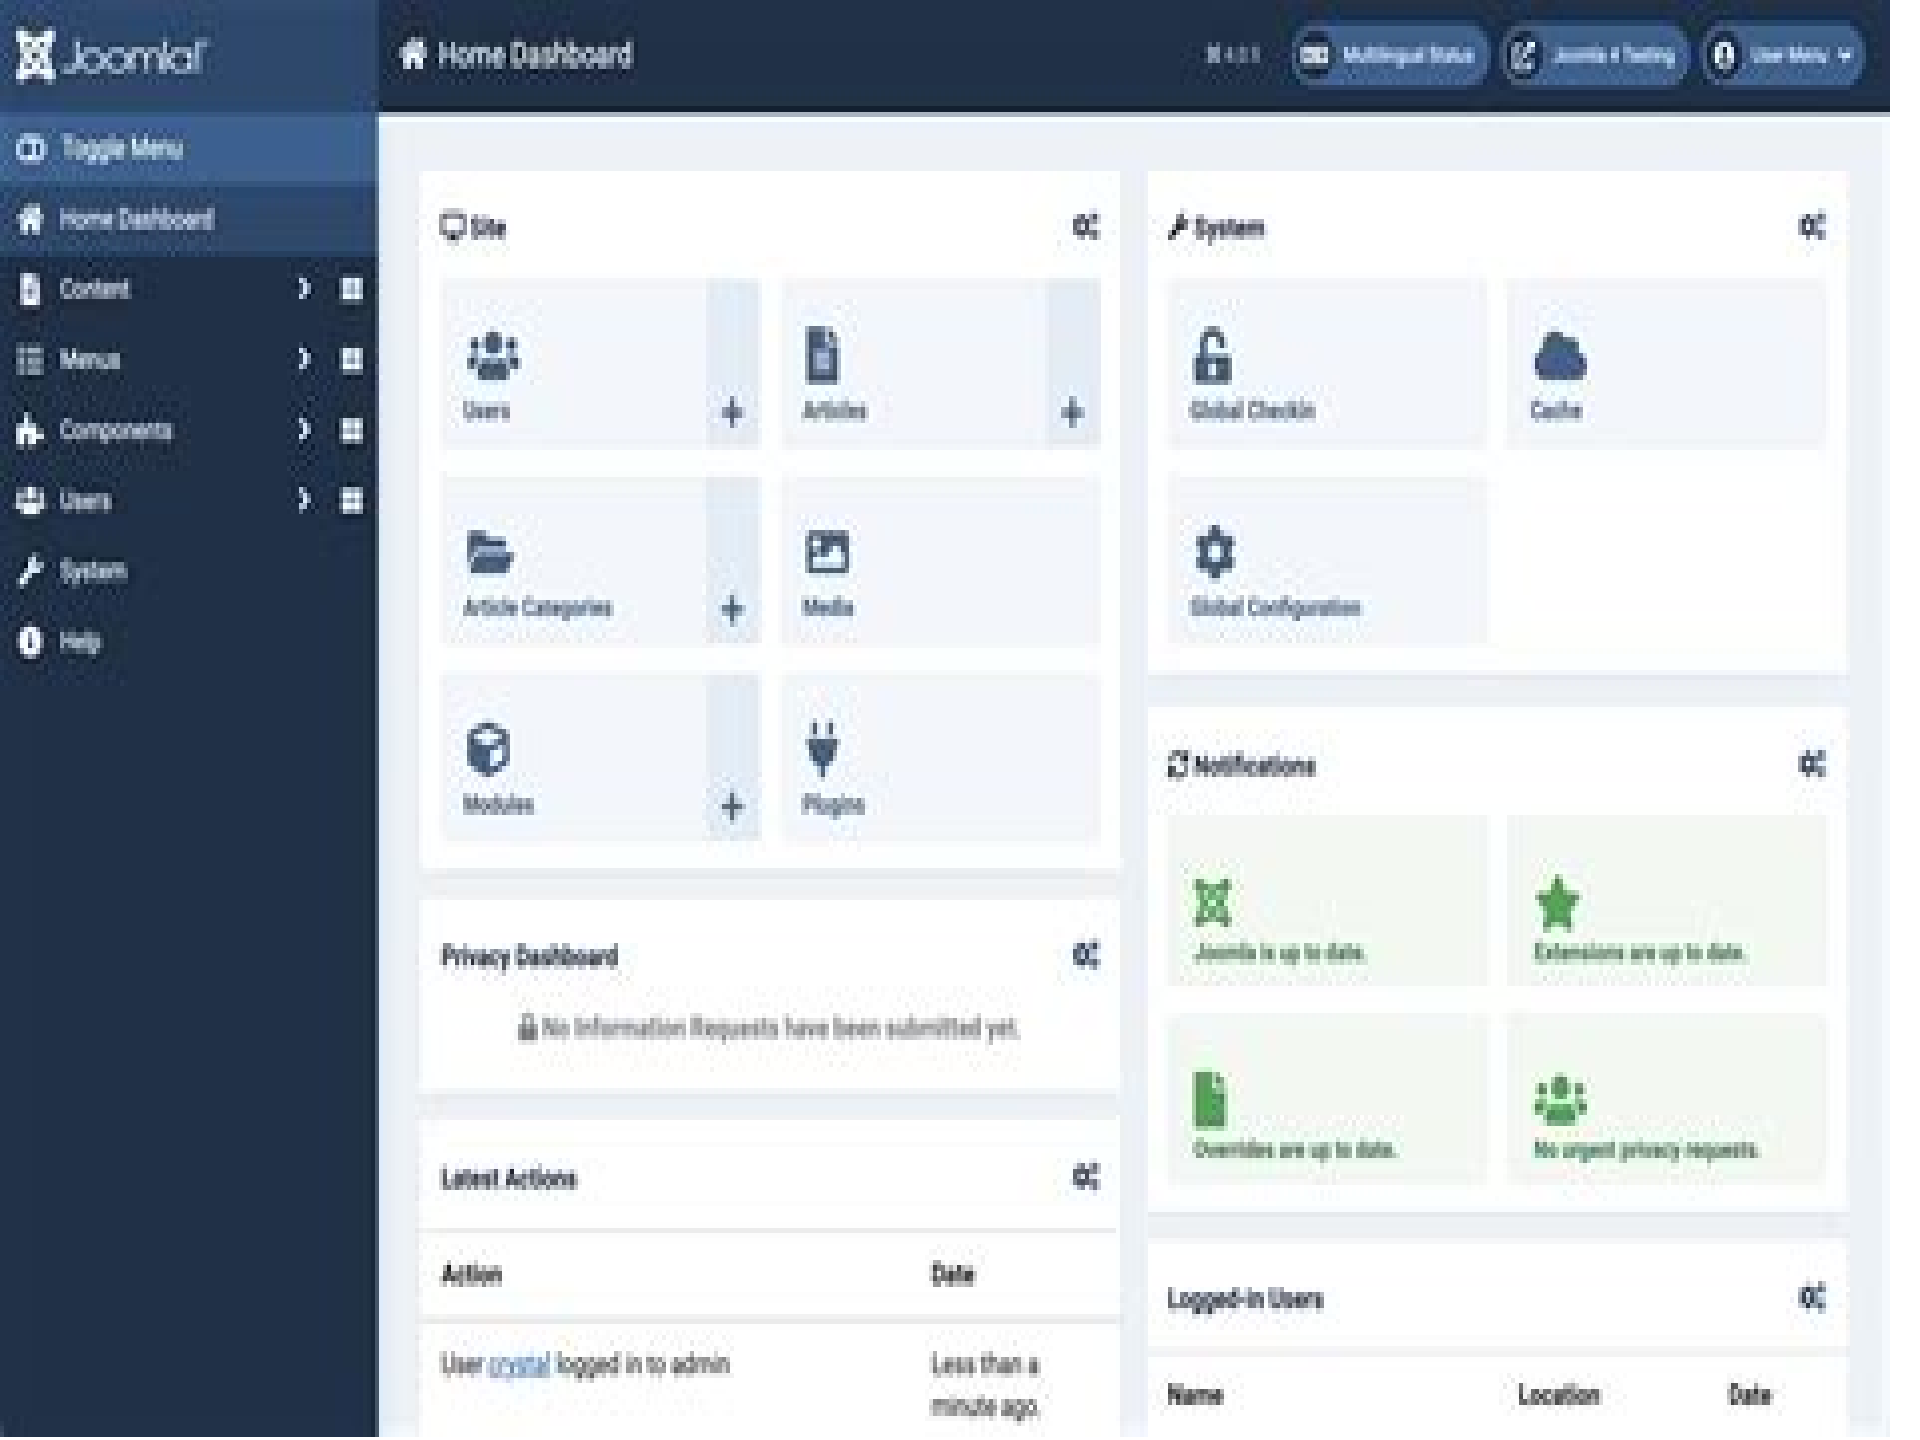 Joomla!
Home Dashboard
Multilingual Status
Joomla 4 Testing
User Menu
Toggle Menu
Home Dashboard
Content
Menus
Components
Users
System
Help
Site
Users
Articles
Article Categories
Media
Modules
Plugins
Privacy Dashboard
No Information Requests have been submitted yet.
Latest Actions
Action Date
User crystal logged in to admin
Less than a
minute ago.
System
Global Checkin
Cache
Global Configuration
Notifications
Joomla is up to date.
Extensions are up to date.
Overrides are up to date.
No urgent privacy requests.
Logged-in Users
Name Location Date